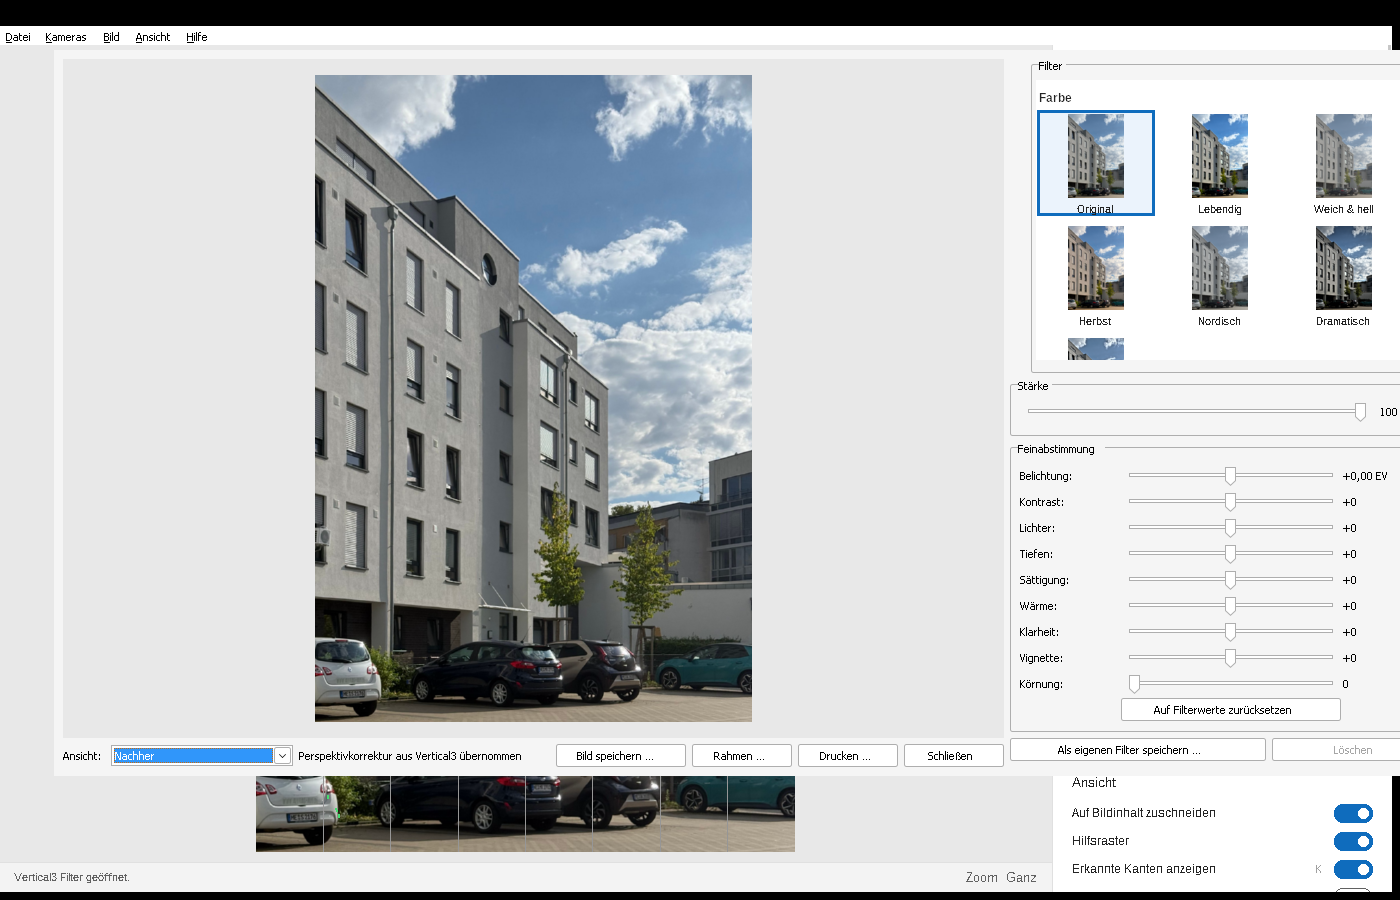 Datei Kameras Bild Ansicht Hilfe
Filter
Farbe
Original Lebendig Weich & hell
Herbst Nordisch Dramatisch
Stärke
100
Feinabstimmung
Belichtung: +0,00 EV
Kontrast: +0
Lichter: +0
Tiefen: +0
Sättigung: +0
Wärme: +0
Klarheit: +0
Vignette: +0
Körnung: 0
Auf Filterwerte zurücksetzen
Als eigenen Filter speichern ... Löschen
Ansicht: Nachher Perspektivkorrektur aus Vertical3 übernommen Bild speichern ... Rahmen ... Drucken ... Schließen
Ansicht
Auf Bildinhalt zuschneiden
Hilfsraster
Erkannte Kanten anzeigen K
Vertical3 Filter geöffnet. Zoom Ganz